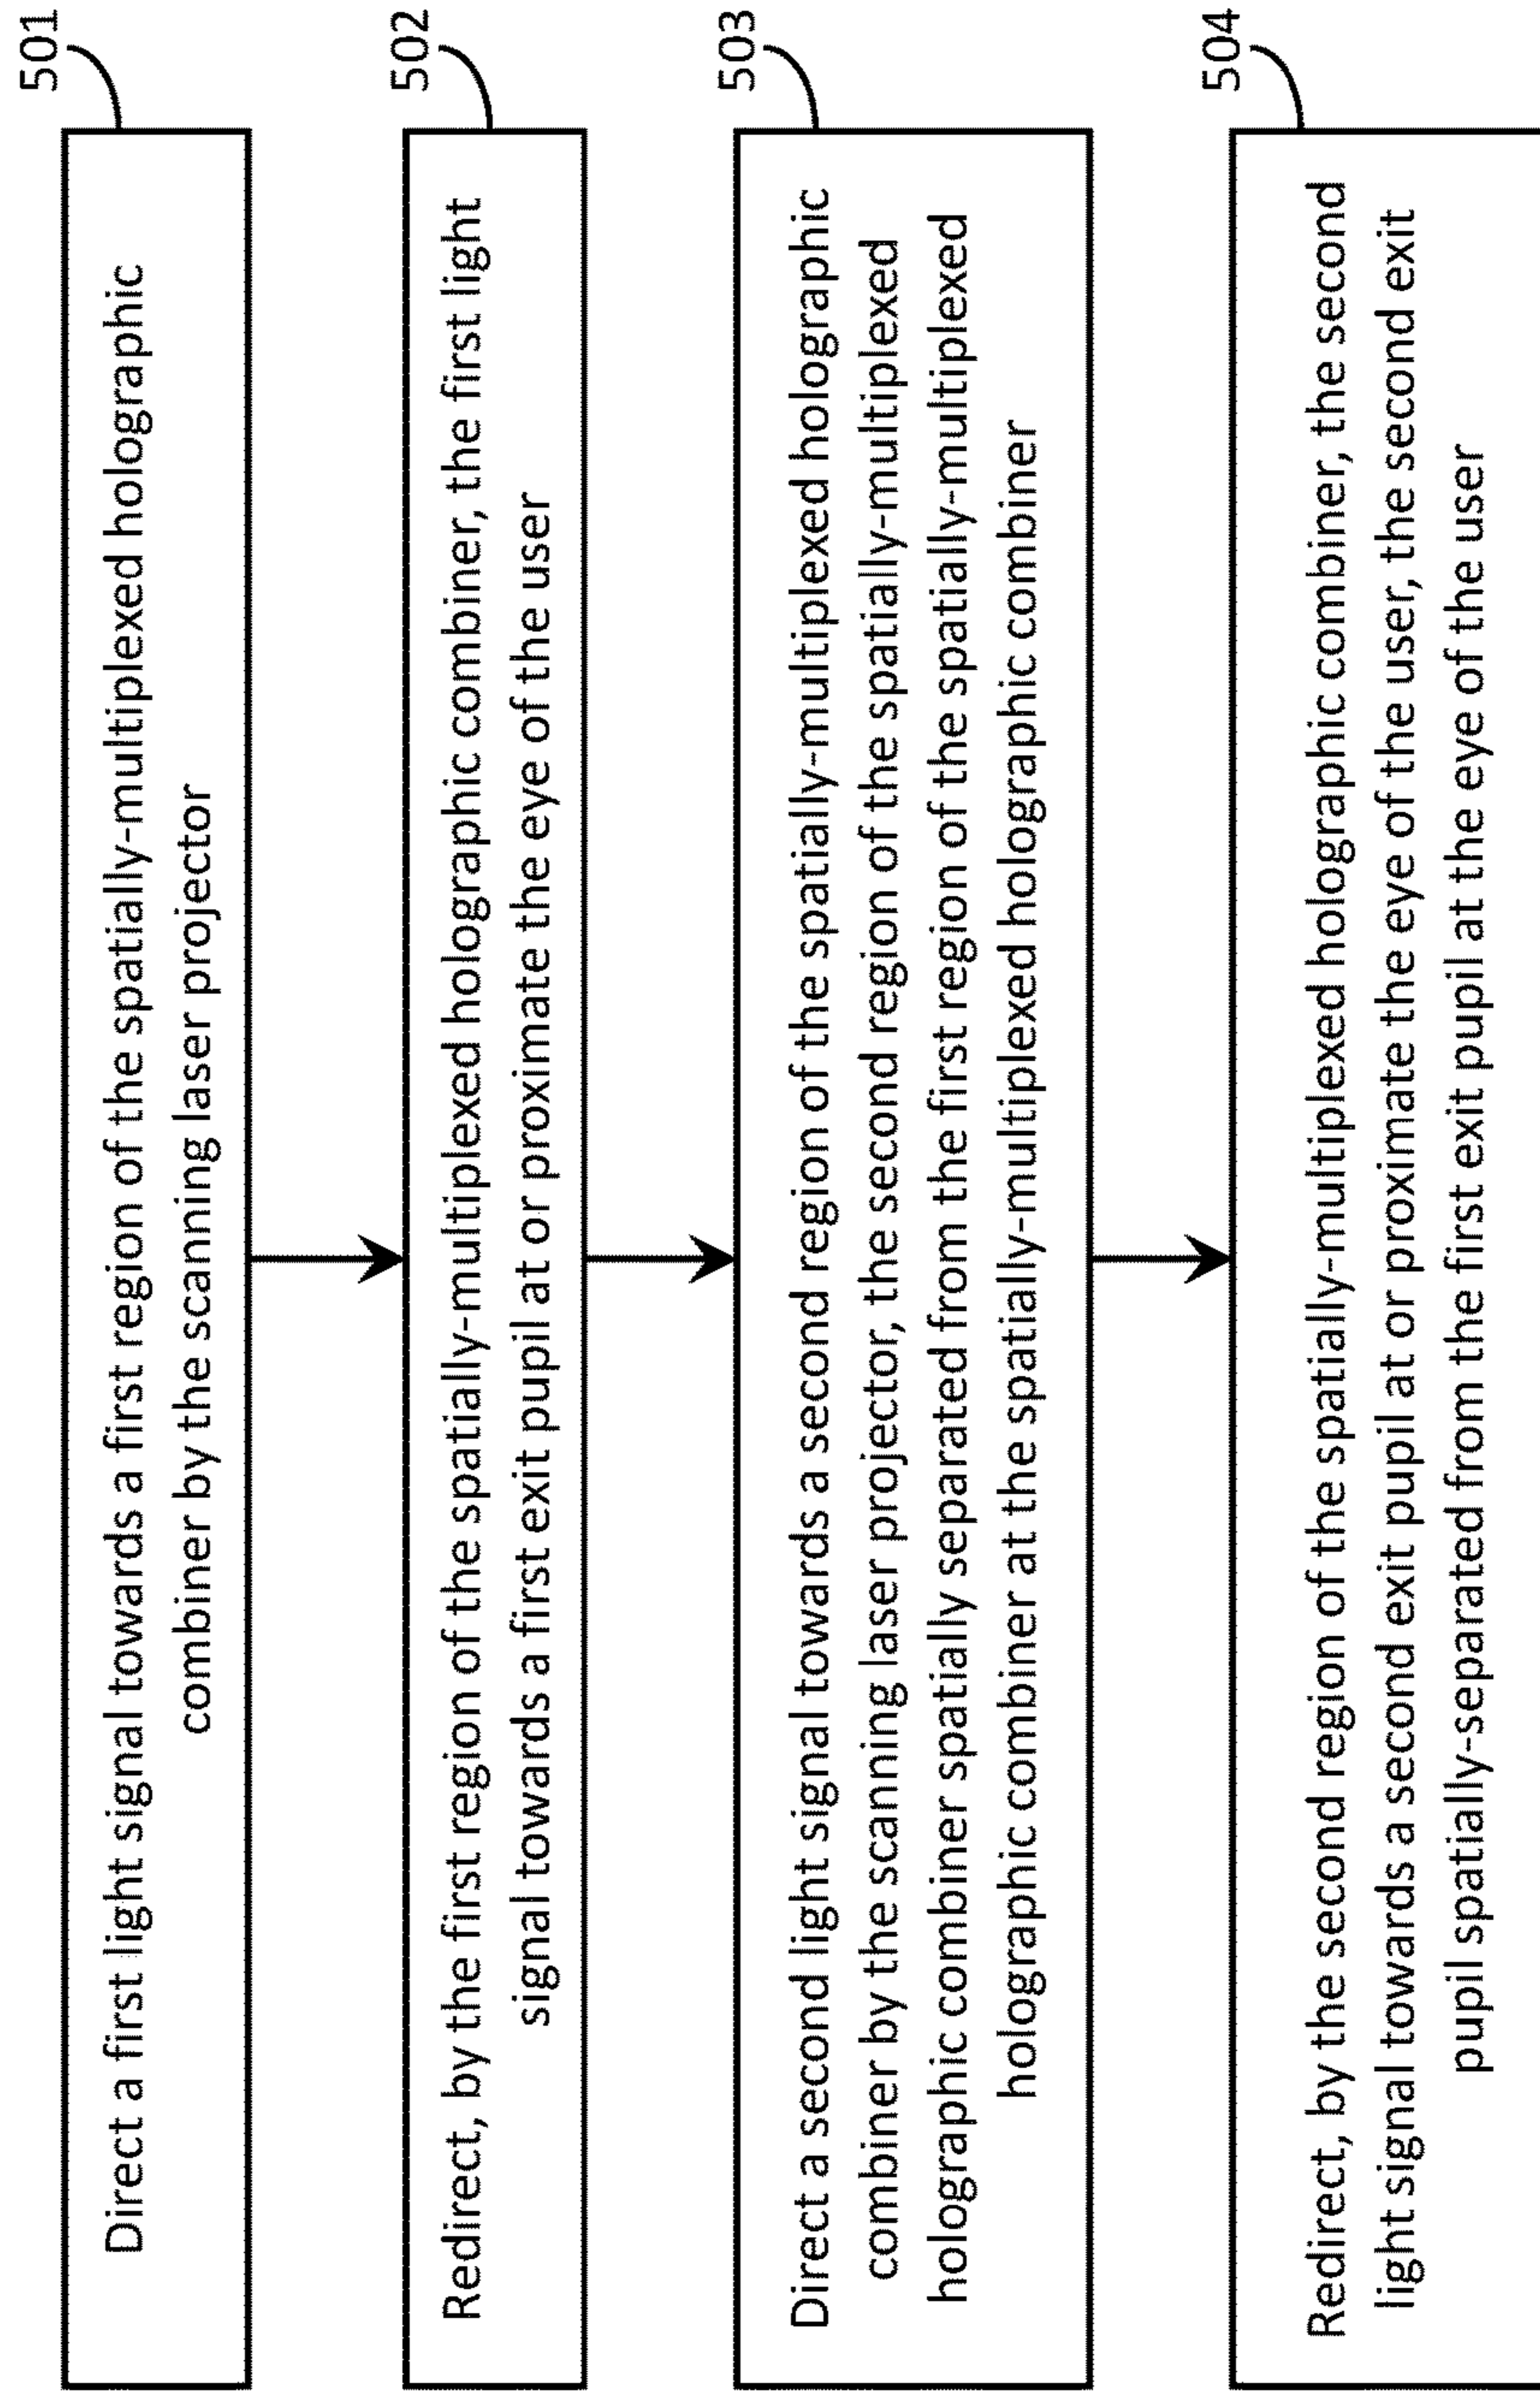 501
Direct a first light signal towards a first region of the spatially-multiplexed holographic
combiner by the scanning laser projector
502
Redirect, by the first region of the spatially-multiplexed holographic combiner, the first light
signal towards a first exit pupil at or proximate the eye of the user
503
Direct a second light signal towards a second region of the spatially-multiplexed holographic
combiner by the scanning laser projector, the second region of the spatially-multiplexed
holographic combiner spatially separated from the first region of the spatially-multiplexed
holographic combiner at the spatially-multiplexed holographic combiner
504
Redirect, by the second region of the spatially-multiplexed holographic combiner, the second
light signal towards a second exit pupil at or proximate the eye of the user, the second exit
pupil spatially-separated from the first exit pupil at the eye of the user